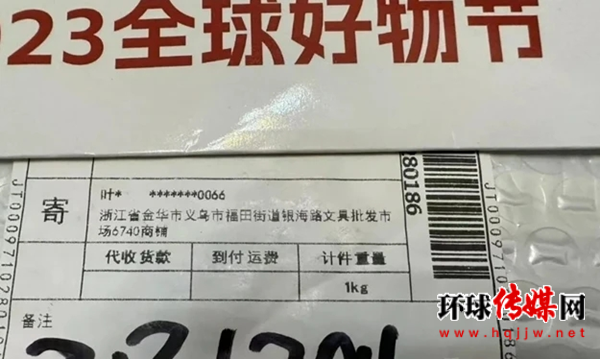 023全球好物节
280186
叶* *******0066
寄
浙江省金华市义乌市福田街道银海路文具批发市
场6740商铺
代收货款 到付运费 计件重量
1kg
备注
环球传媒网
www.hqjjw.net